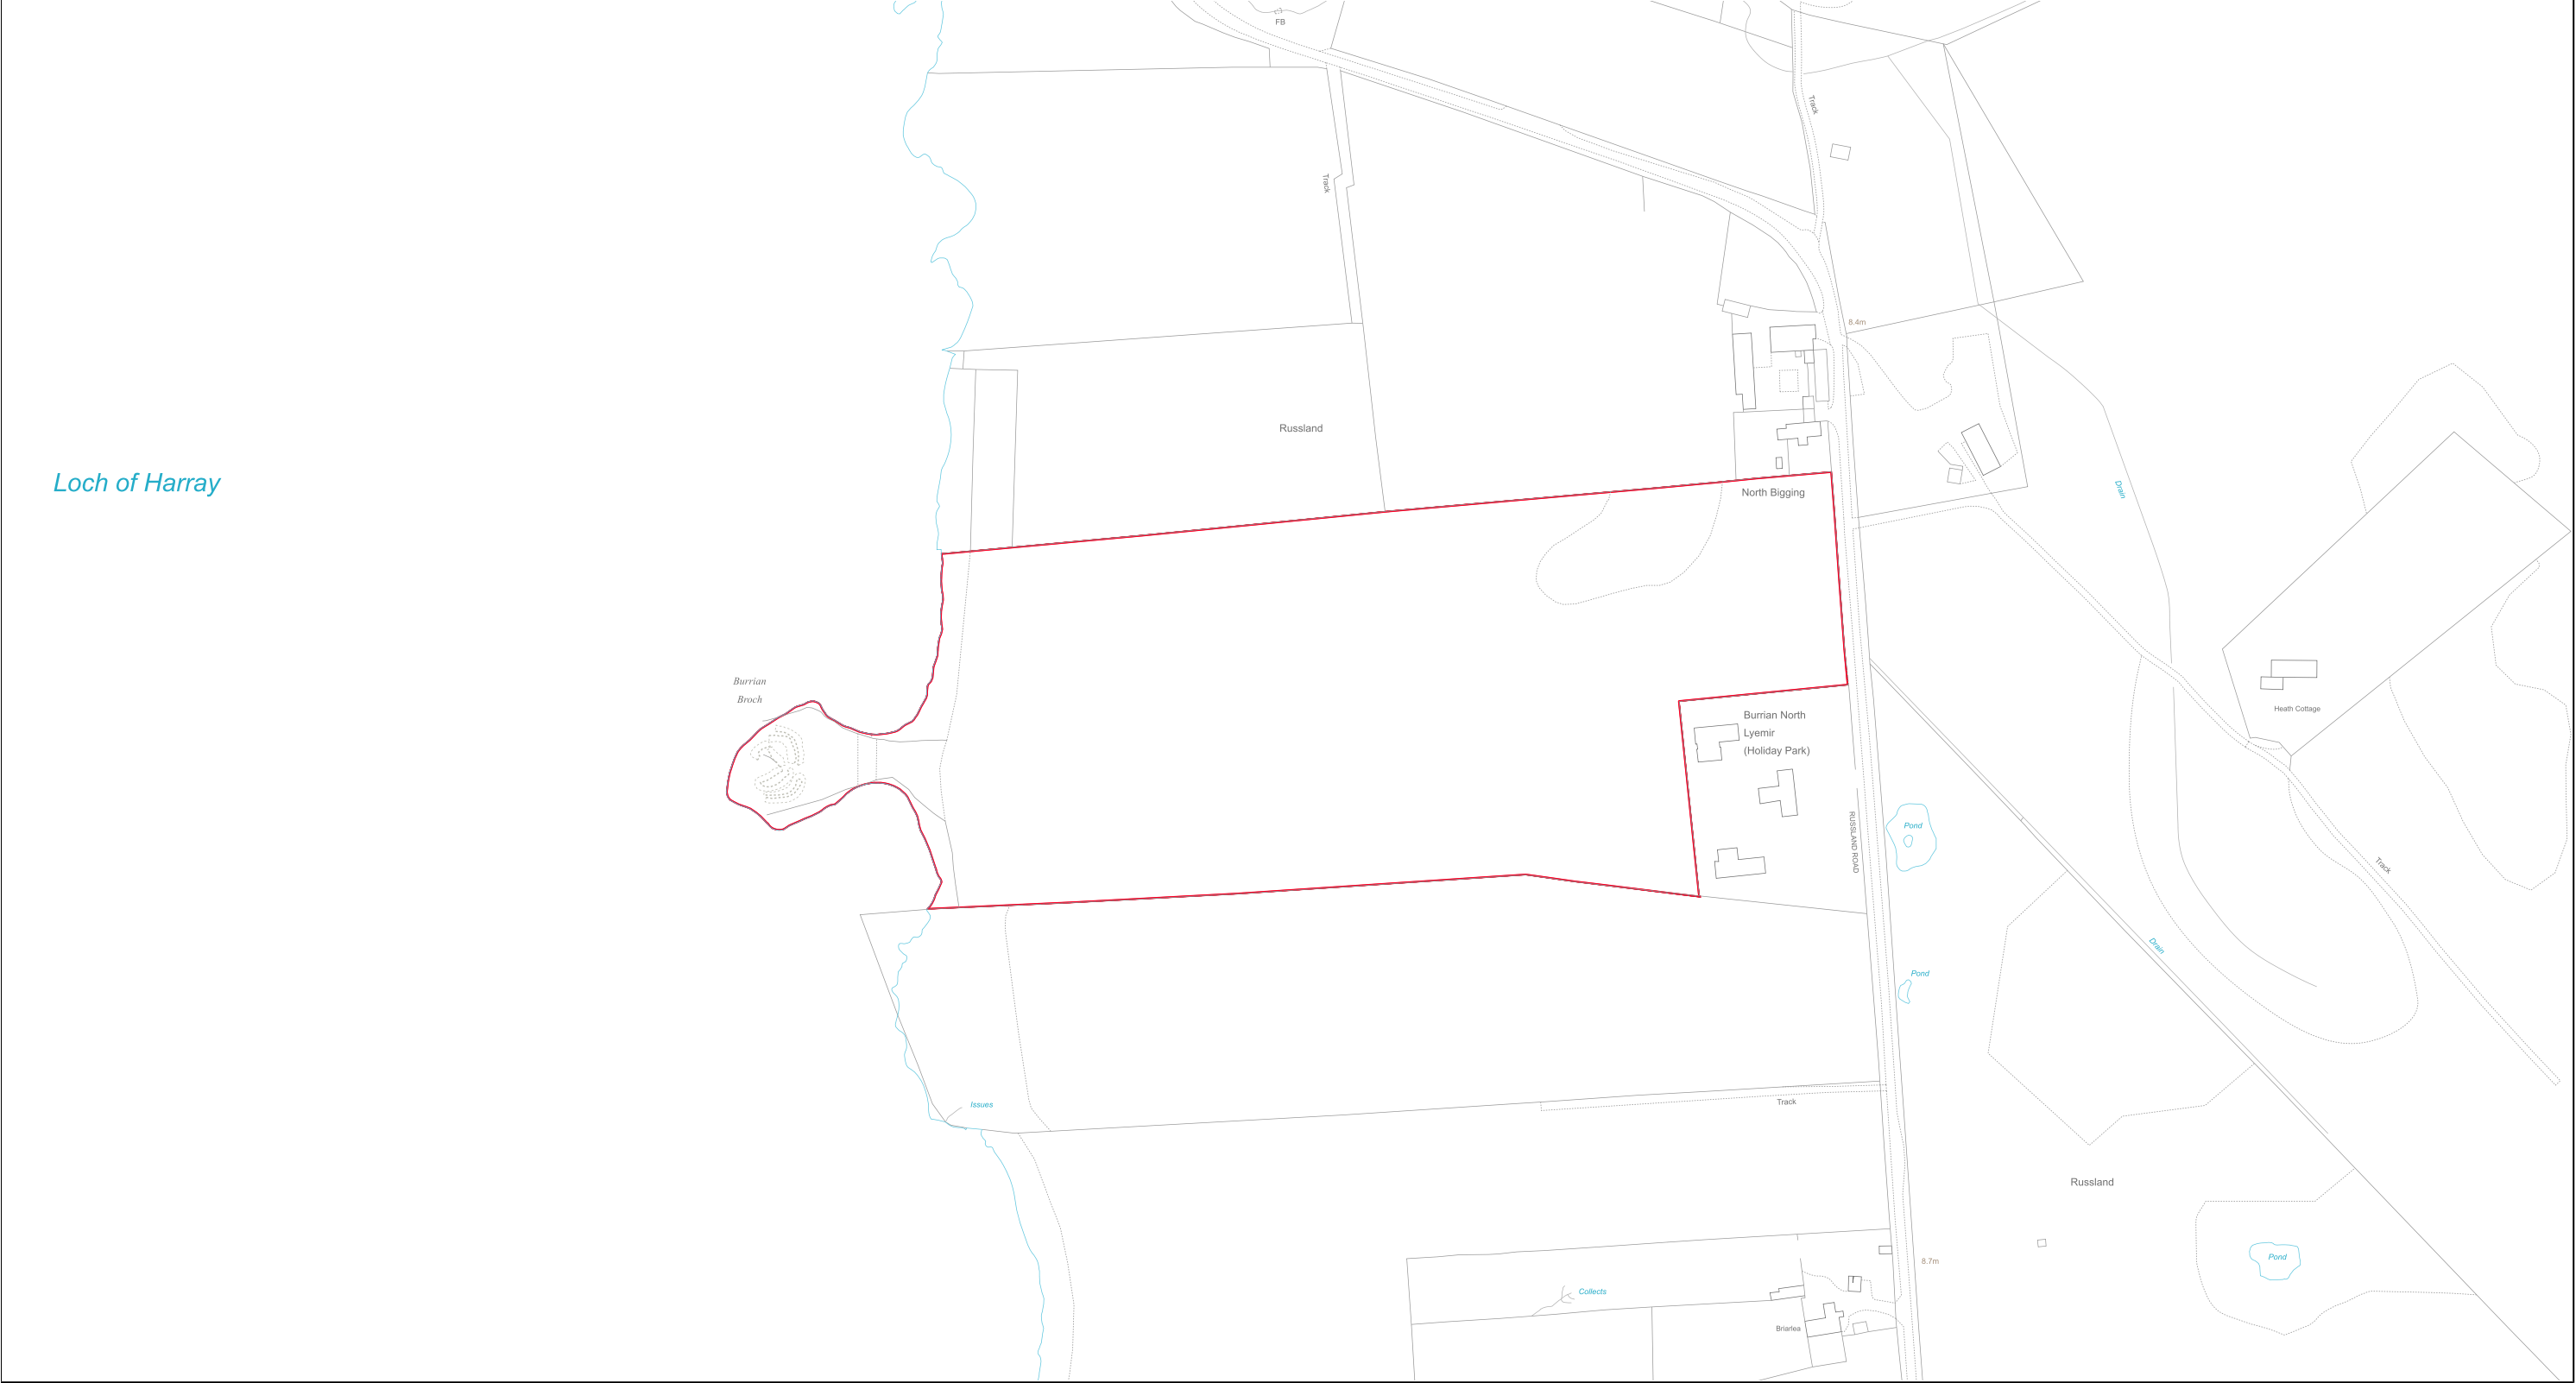 FB
Track
Track
8.4m
Russland
Loch of Harray
North Bigging
Drain
Burrian
Broch
Heath Cottage
Burrian North
Lyemir
(Holiday Park)
RUSSLAND ROAD
Pond
Track
Drain
Pond
Issues
Track
Russland
Pond
8.7m
Collects
Briarlea